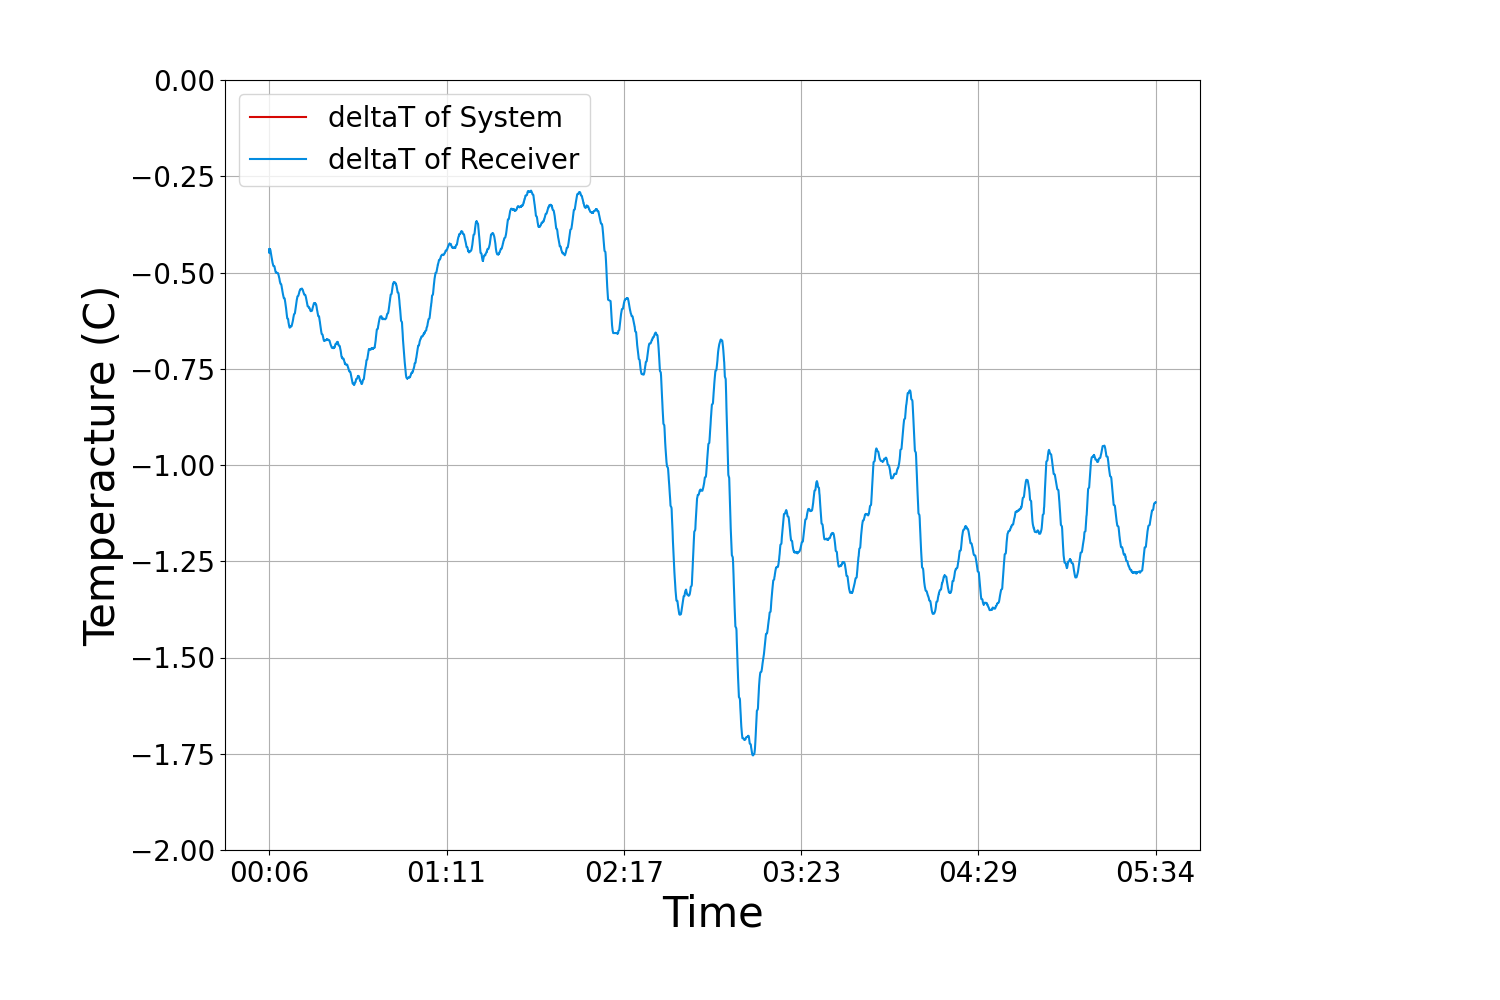 0.00
−0.25
−0.50
−0.75
−1.00
−1.25
−1.50
−1.75
−2.00
Temperacture (C)
deltaT of System
deltaT of Receiver
00:06 01:11 02:17 03:23 04:29 05:34
Time